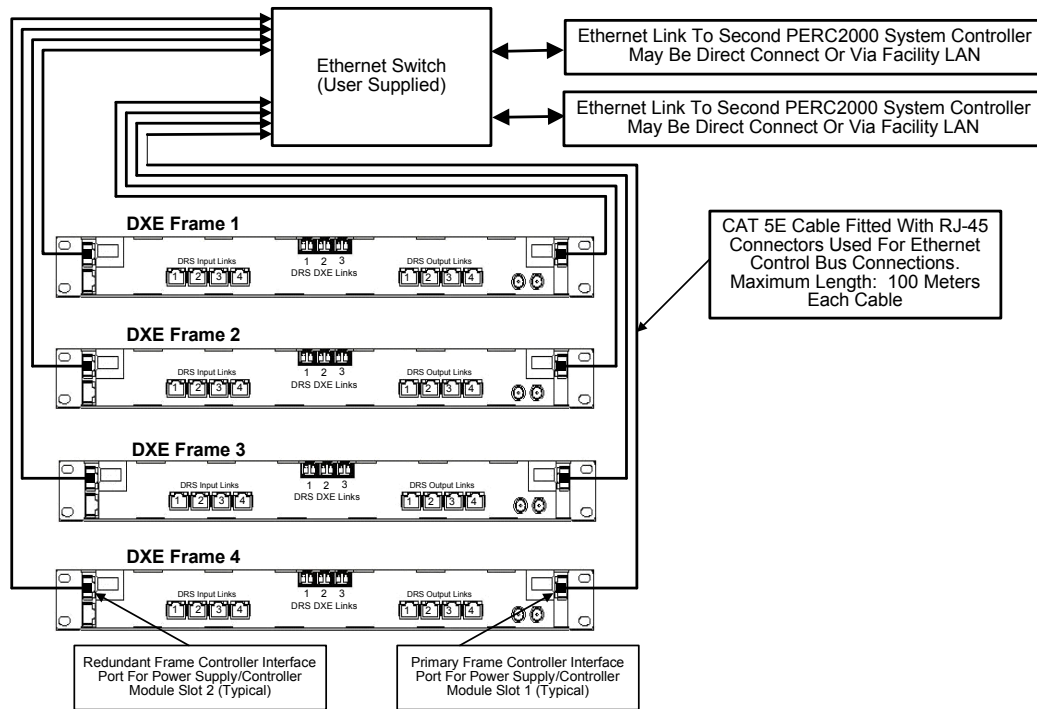 Ethernet Switch
(User Supplied)
Ethernet Link To Second PERC2000 System Controller
May Be Direct Connect Or Via Facility LAN
Ethernet Link To Second PERC2000 System Controller
May Be Direct Connect Or Via Facility LAN
CAT 5E Cable Fitted With RJ-45
Connectors Used For Ethernet
Control Bus Connections.
Maximum Length: 100 Meters
Each Cable
DXE Frame 1
DRS Input Links
1 2 3 4
1 2 3
DRS DXE Links
DRS Output Links
1 2 3 4
DXE Frame 2
DRS Input Links
1 2 3 4
1 2 3
DRS DXE Links
DRS Output Links
1 2 3 4
DXE Frame 3
DRS Input Links
1 2 3 4
1 2 3
DRS DXE Links
DRS Output Links
1 2 3 4
DXE Frame 4
DRS Input Links
1 2 3 4
1 2 3
DRS DXE Links
DRS Output Links
1 2 3 4
Redundant Frame Controller Interface
Port For Power Supply/Controller
Module Slot 2 (Typical)
Primary Frame Controller Interface
Port For Power Supply/Controller
Module Slot 1 (Typical)